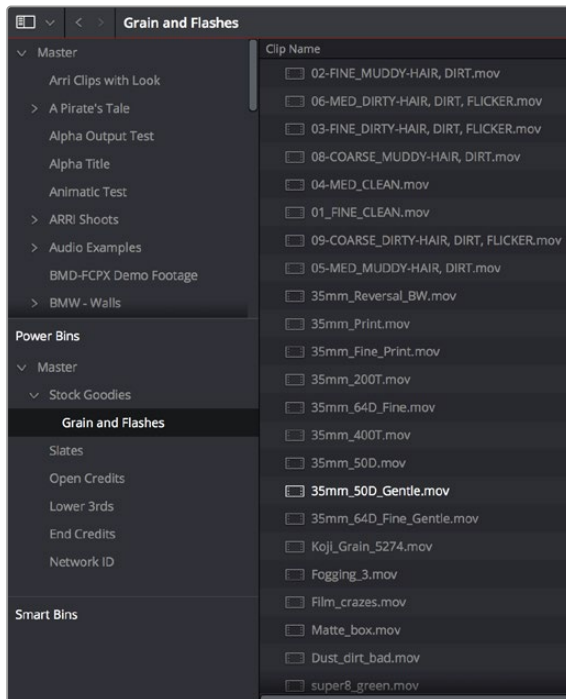 Grain and Flashes
Master
Arri Clips with Look
A Pirate's Tale
Alpha Output Test
Alpha Title
Animatic Test
ARRI Shoots
Audio Examples
BMD-FCPX Demo Footage
BMW - Walls
Power Bins
Master
Stock Goodies
Grain and Flashes
Slates
Open Credits
Lower 3rds
End Credits
Network ID
Smart Bins
Clip Name
02-FINE_MUDDY-HAIR, DIRT.mov
06-MED_DIRTY-HAIR, DIRT, FLICKER.mov
03-FINE_DIRTY-HAIR, DIRT, FLICKER.mov
08-COARSE_MUDDY-HAIR, DIRT.mov
04-MED_CLEAN.mov
01_FINE_CLEAN.mov
09-COARSE_DIRTY-HAIR, DIRT, FLICKER.mov
05-MED_MUDDY-HAIR, DIRT.mov
35mm_Reversal_BW.mov
35mm_Print.mov
35mm_Fine_Print.mov
35mm_200T.mov
35mm_64D_Fine.mov
35mm_400T.mov
35mm_50D.mov
35mm_50D_Gentle.mov
35mm_64D_Fine_Gentle.mov
Koji_Grain_5274.mov
Fogging_3.mov
Film_crazes.mov
Matte_box.mov
Dust_dirt_bad.mov
super8_green.mov